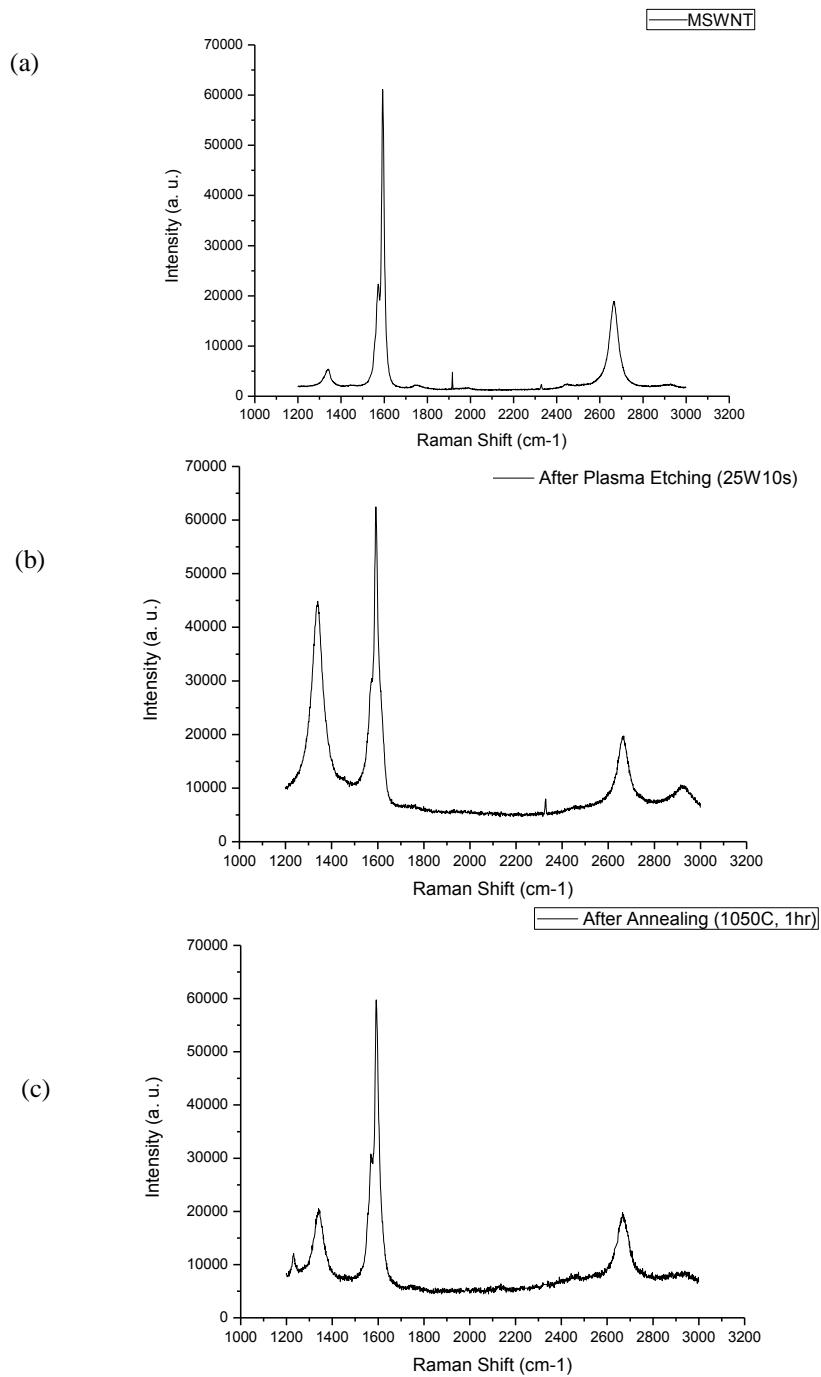 MSWNT
(a)
70000
60000
50000
40000
30000
20000
10000
0
Intensity (a. u.)
1000 1200 1400 1600 1800 2000 2200 2400 2600 2800 3000 3200
Raman Shift (cm-1)
After Plasma Etching (25W10s)
(b)
70000
60000
50000
40000
30000
20000
10000
0
Intensity (a. u.)
1000 1200 1400 1600 1800 2000 2200 2400 2600 2800 3000 3200
Raman Shift (cm-1)
After Annealing (1050C, 1hr)
(c)
70000
60000
50000
40000
30000
20000
10000
0
Intensity (a. u.)
1000 1200 1400 1600 1800 2000 2200 2400 2600 2800 3000 3200
Raman Shift (cm-1)